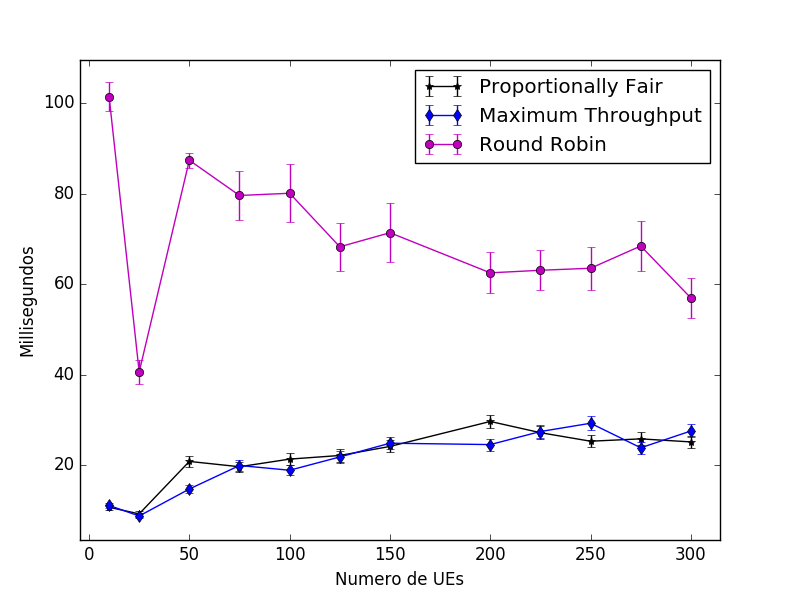 Proportionally Fair
Maximum Throughput
Round Robin
100
80
60
40
20
Millisegundos
0
50
100
150
200
250
300
Numero de UEs